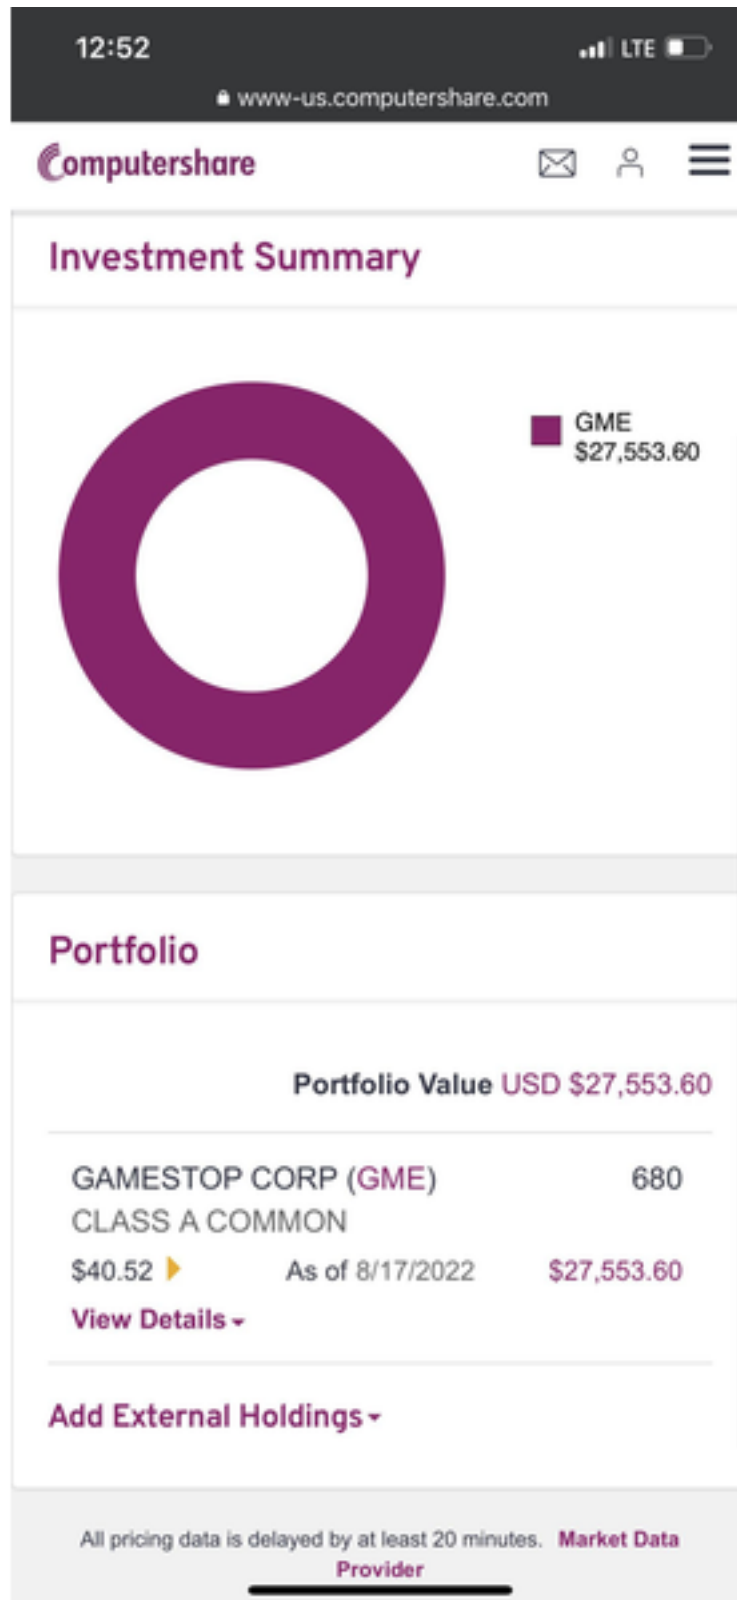 12:52
LTE
www-us.computershare.com
Computershare
Investment Summary
GME
$27,553.60
Portfolio
Portfolio Value USD $27,553.60
GAMESTOP CORP (GME) 680
CLASS A COMMON
$40.52 As of 8/17/2022 $27,553.60
View Details
Add External Holdings
All pricing data is delayed by at least 20 minutes. Market Data
Provider